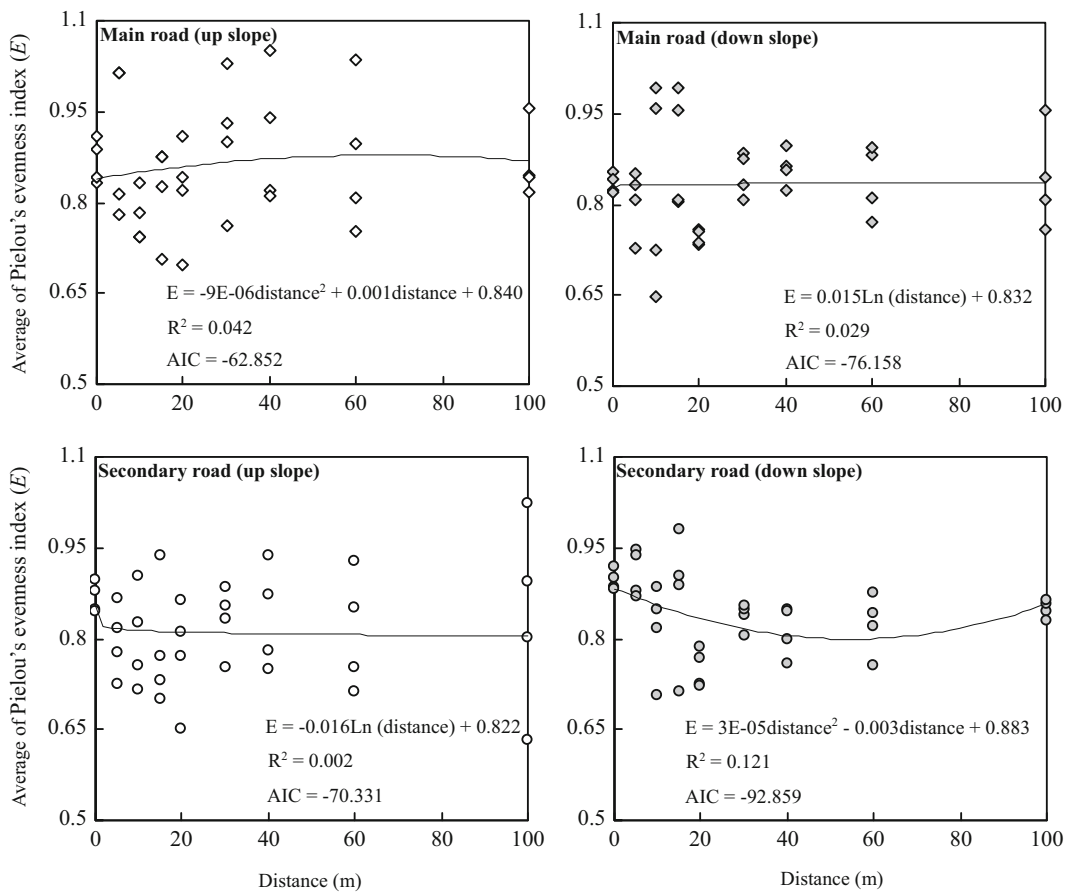 Average of Pielou's evenness index (E)
1.1
0.95
0.8
0.65
0.5
Main road (up slope)
E = -9E-06distance² + 0.001distance + 0.840
R² = 0.042
AIC = -62.852
0 20 40 60 80 100
1.1
0.95
0.8
0.65
0.5
Main road (down slope)
E = 0.015Ln (distance) + 0.832
R² = 0.029
AIC = -76.158
0 20 40 60 80 100
Average of Pielou's evenness index (E)
1.1
0.95
0.8
0.65
0.5
Secondary road (up slope)
E = -0.016Ln (distance) + 0.822
R² = 0.002
AIC = -70.331
0 20 40 60 80 100
Distance (m)
1.1
0.95
0.8
0.65
0.5
Secondary road (down slope)
E = 3E-05distance² - 0.003distance + 0.883
R² = 0.121
AIC = -92.859
0 20 40 60 80 100
Distance (m)